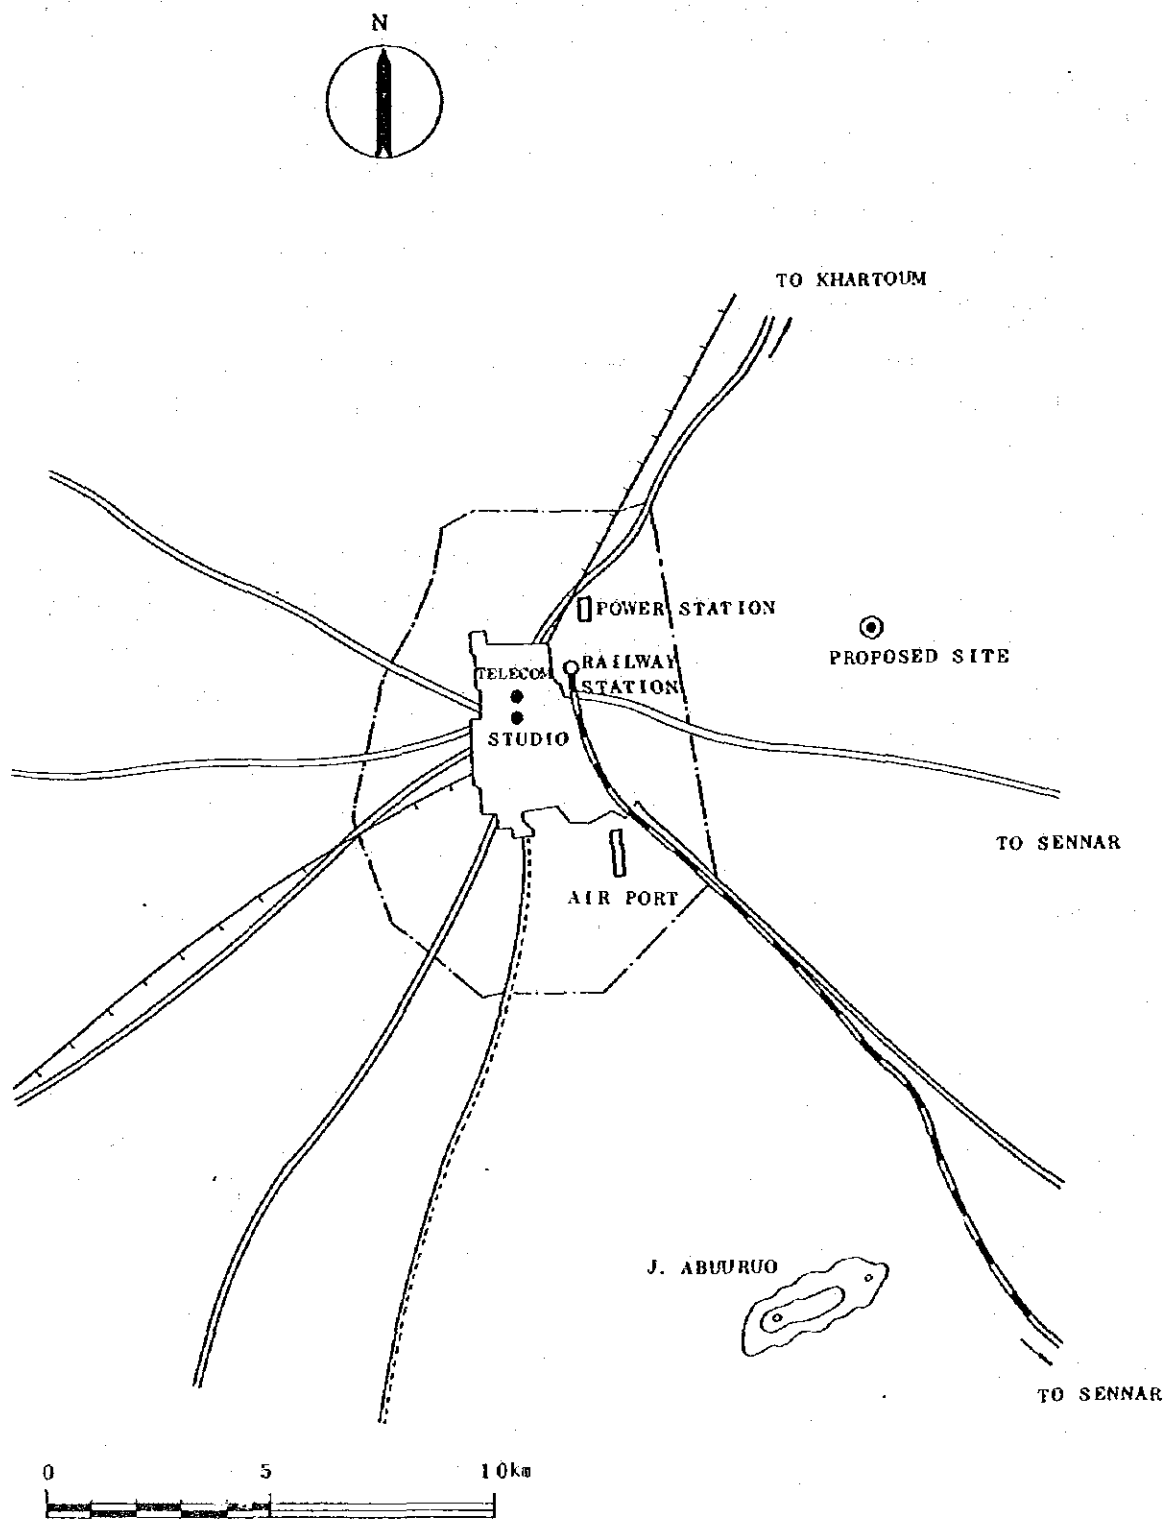 N
TO KHARTOUM
POWER STATION
PROPOSED SITE
TELECOM
RAILWAY
STATION
STUDIO
TO SENNAR
AIR PORT
J. ABUURUO
TO SENNAR
0 5 10km